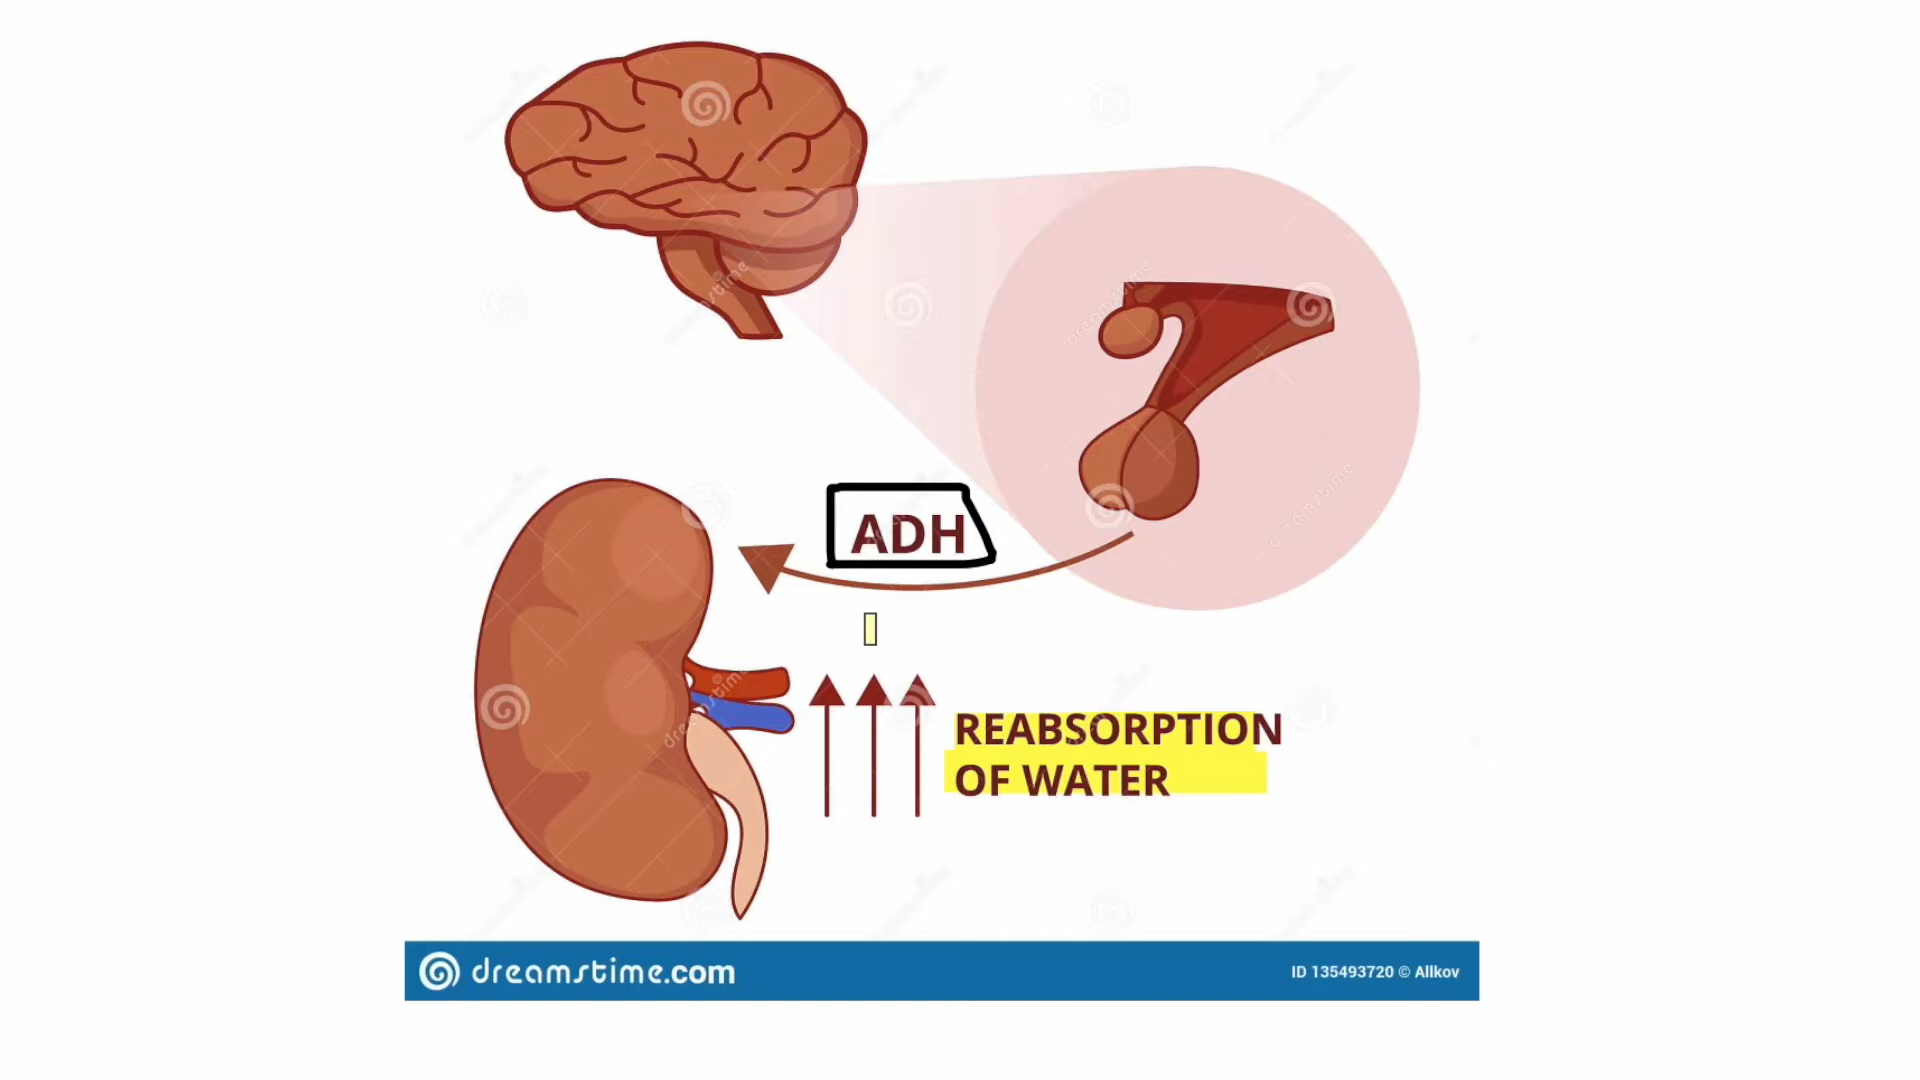 ADH
REABSORPTION
OF WATER
dreamstime.com
ID 135493720 © Allkov